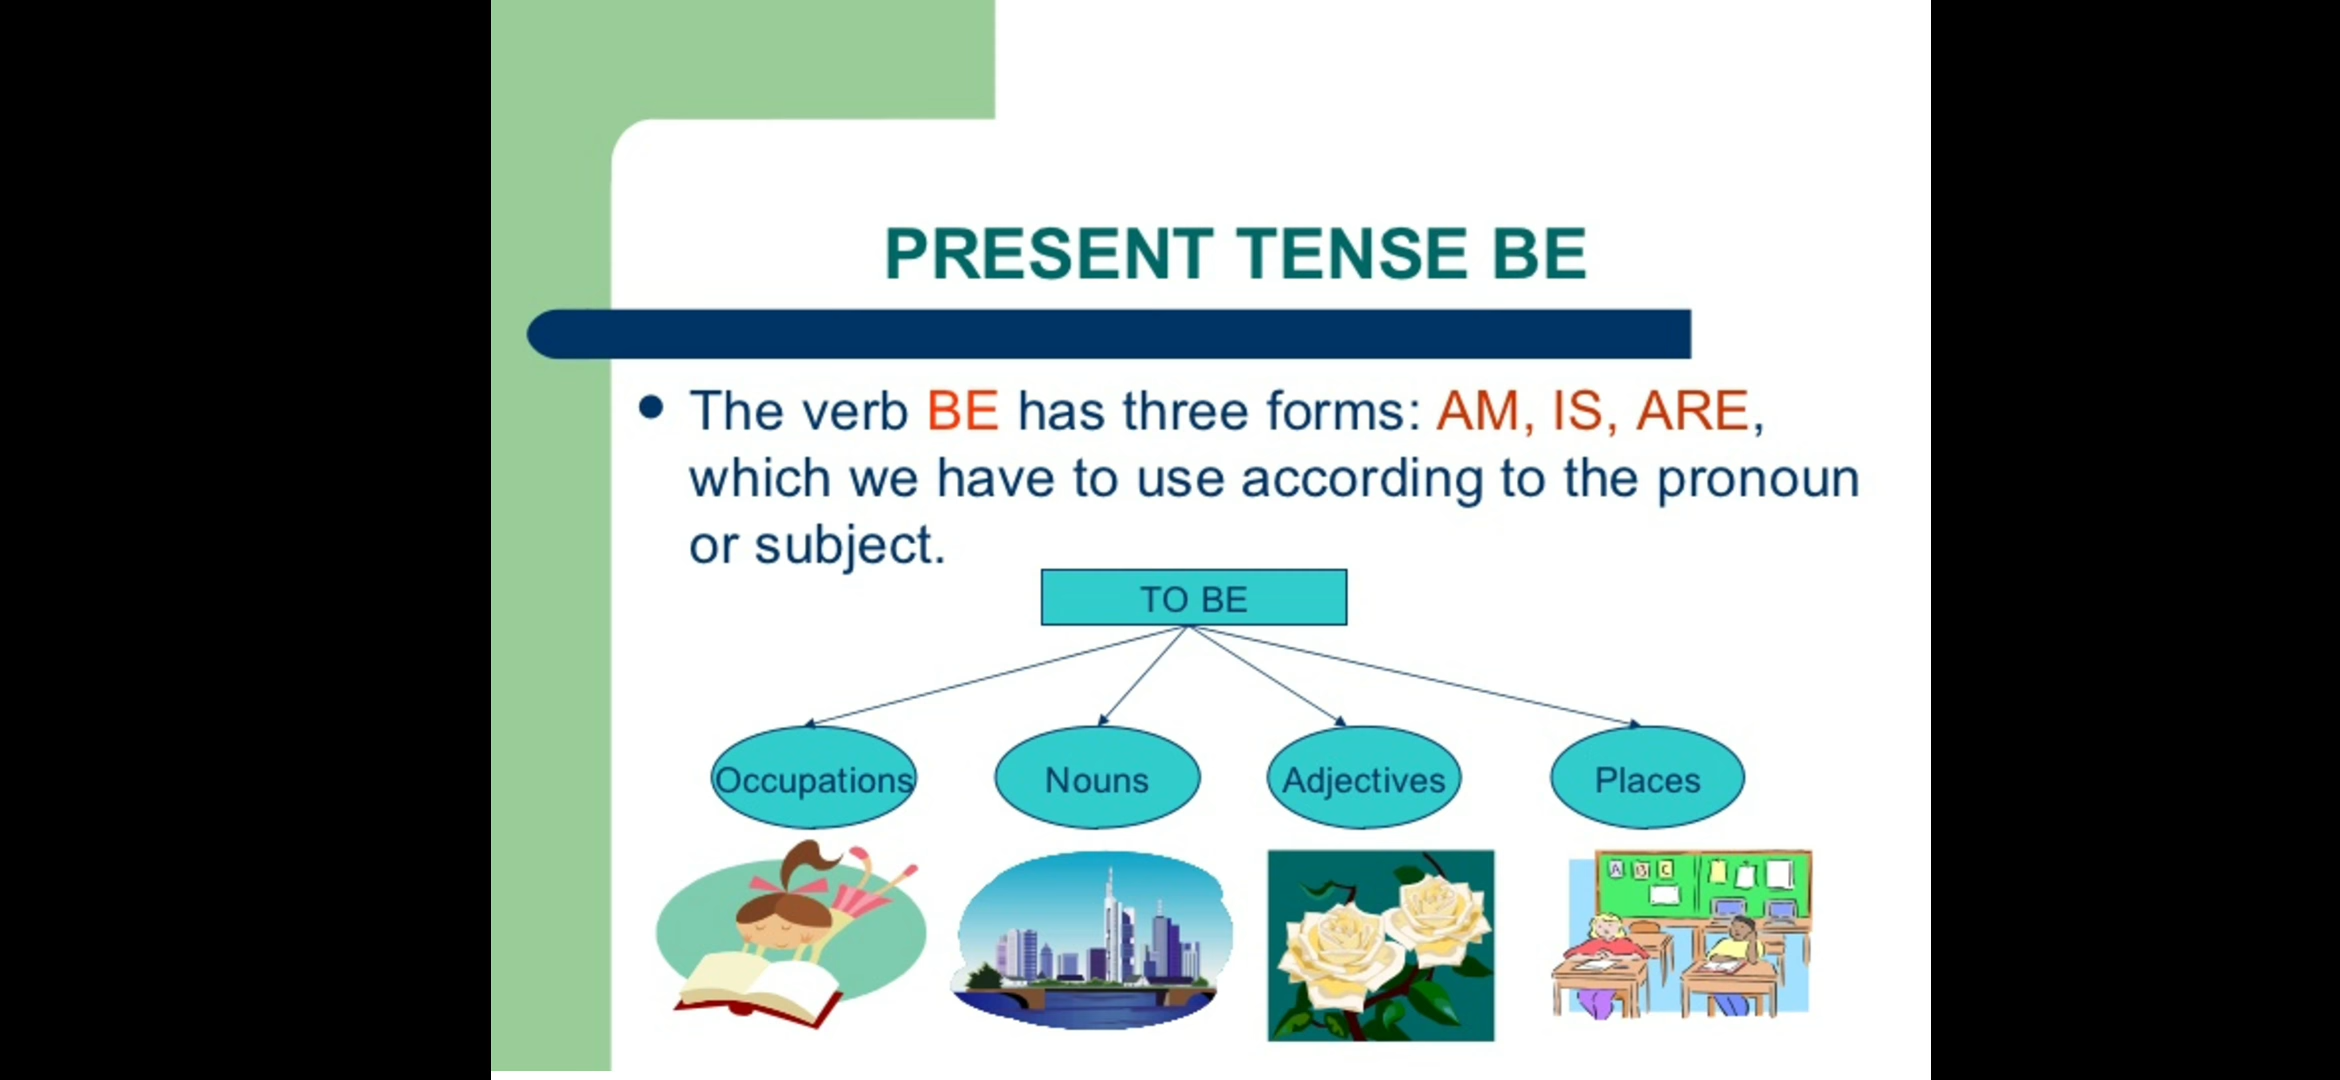 PRESENT TENSE BE
The verb BE has three forms: AM, IS, ARE,
which we have to use according to the pronoun
or subject.
TO BE
Occupations Nouns Adjectives Places
A B C